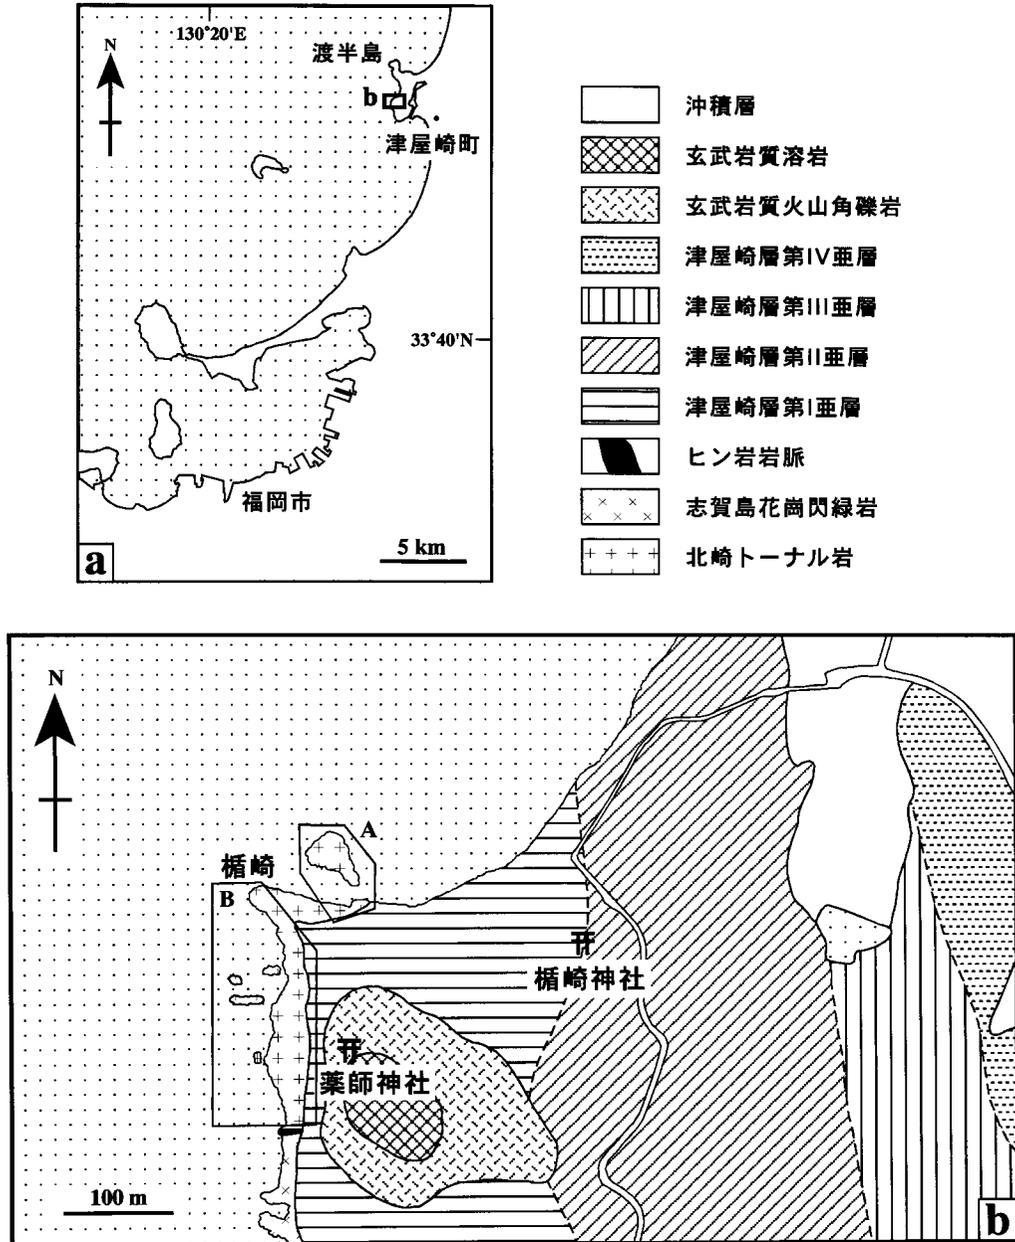 130°20'E
N
渡半島
b
津屋崎町
33°40'N
福岡市
5 km
a
沖積層
玄武岩質溶岩
玄武岩質火山角礫岩
津屋崎層第IV亜層
津屋崎層第III亜層
津屋崎層第II亜層
津屋崎層第I亜層
ヒン岩岩脈
志賀島花崗閃緑岩
北崎トーナル岩
N
A
楯崎
B
楯崎神社
薬師神社
100 m
b